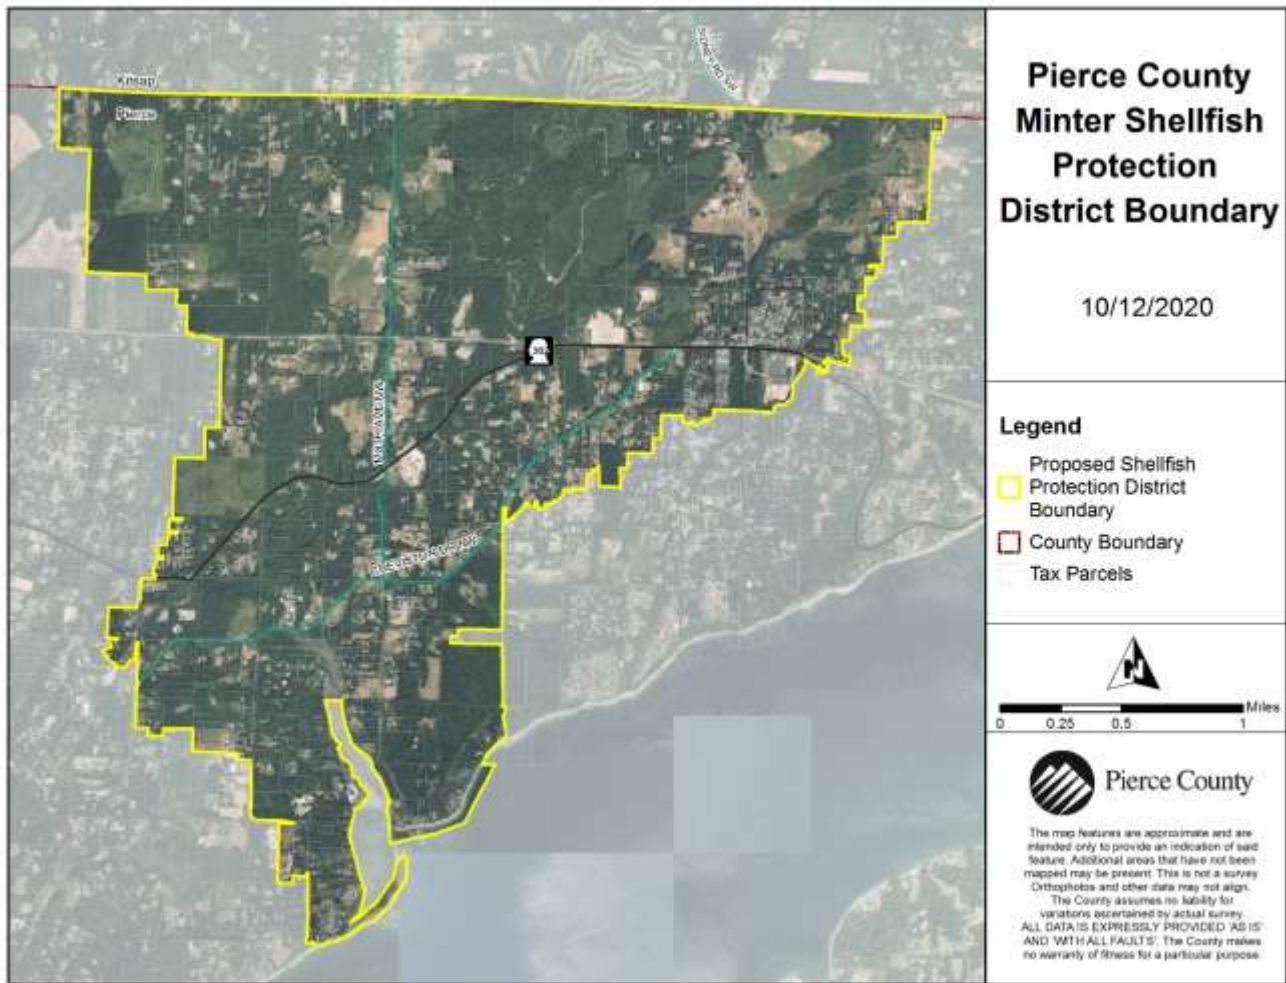 Kitsap
Pierce
302
Pierce County
Minter Shellfish
Protection
District Boundary
10/12/2020
Legend
Proposed Shellfish
Protection District
Boundary
County Boundary
Tax Parcels
N
Miles
0 0.25 0.5 1
Pierce County
The map features are approximate and are
intended only to provide an indication of said
feature. Additional areas that have not been
mapped may be present. This is not a survey.
Orthophotos and other data may not align.
The County assumes no liability for
variations ascertained by actual survey.
ALL DATA IS EXPRESSLY PROVIDED 'AS IS'
AND 'WITH ALL FAULTS'. The County makes
no warranty of fitness for a particular purpose.